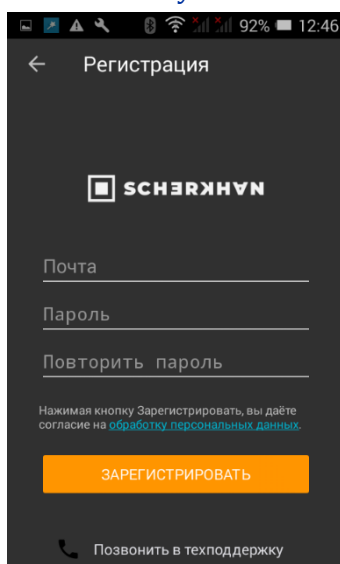 92% 12:46
Регистрация
SCHERKHAN
Почта
Пароль
Повторить пароль
Нажимая кнопку Зарегистрировать, вы даёте
согласие на обработку персональных данных.
ЗАРЕГИСТРИРОВАТЬ
Позвонить в техподдержку